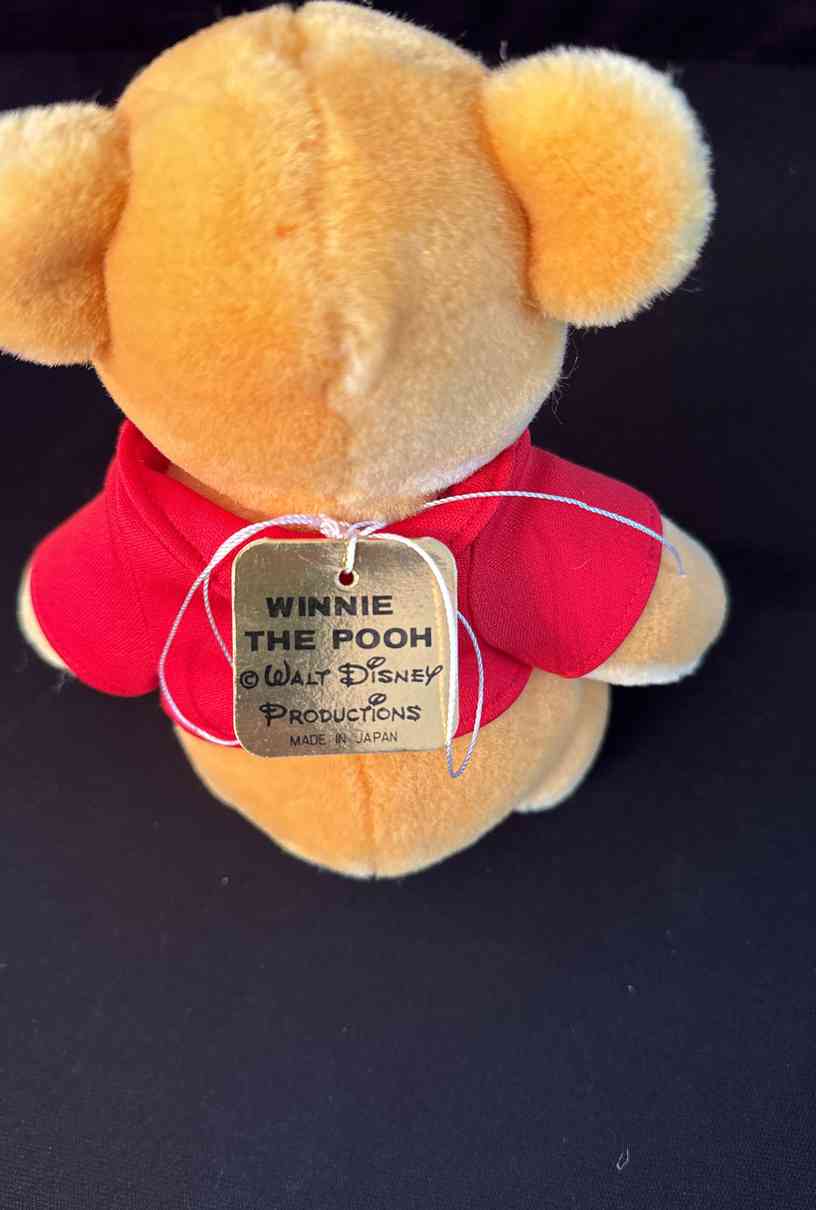 WINNIE
THE POOH
© WALT DISNEY
PRODUCTIONS
MADE IN JAPAN